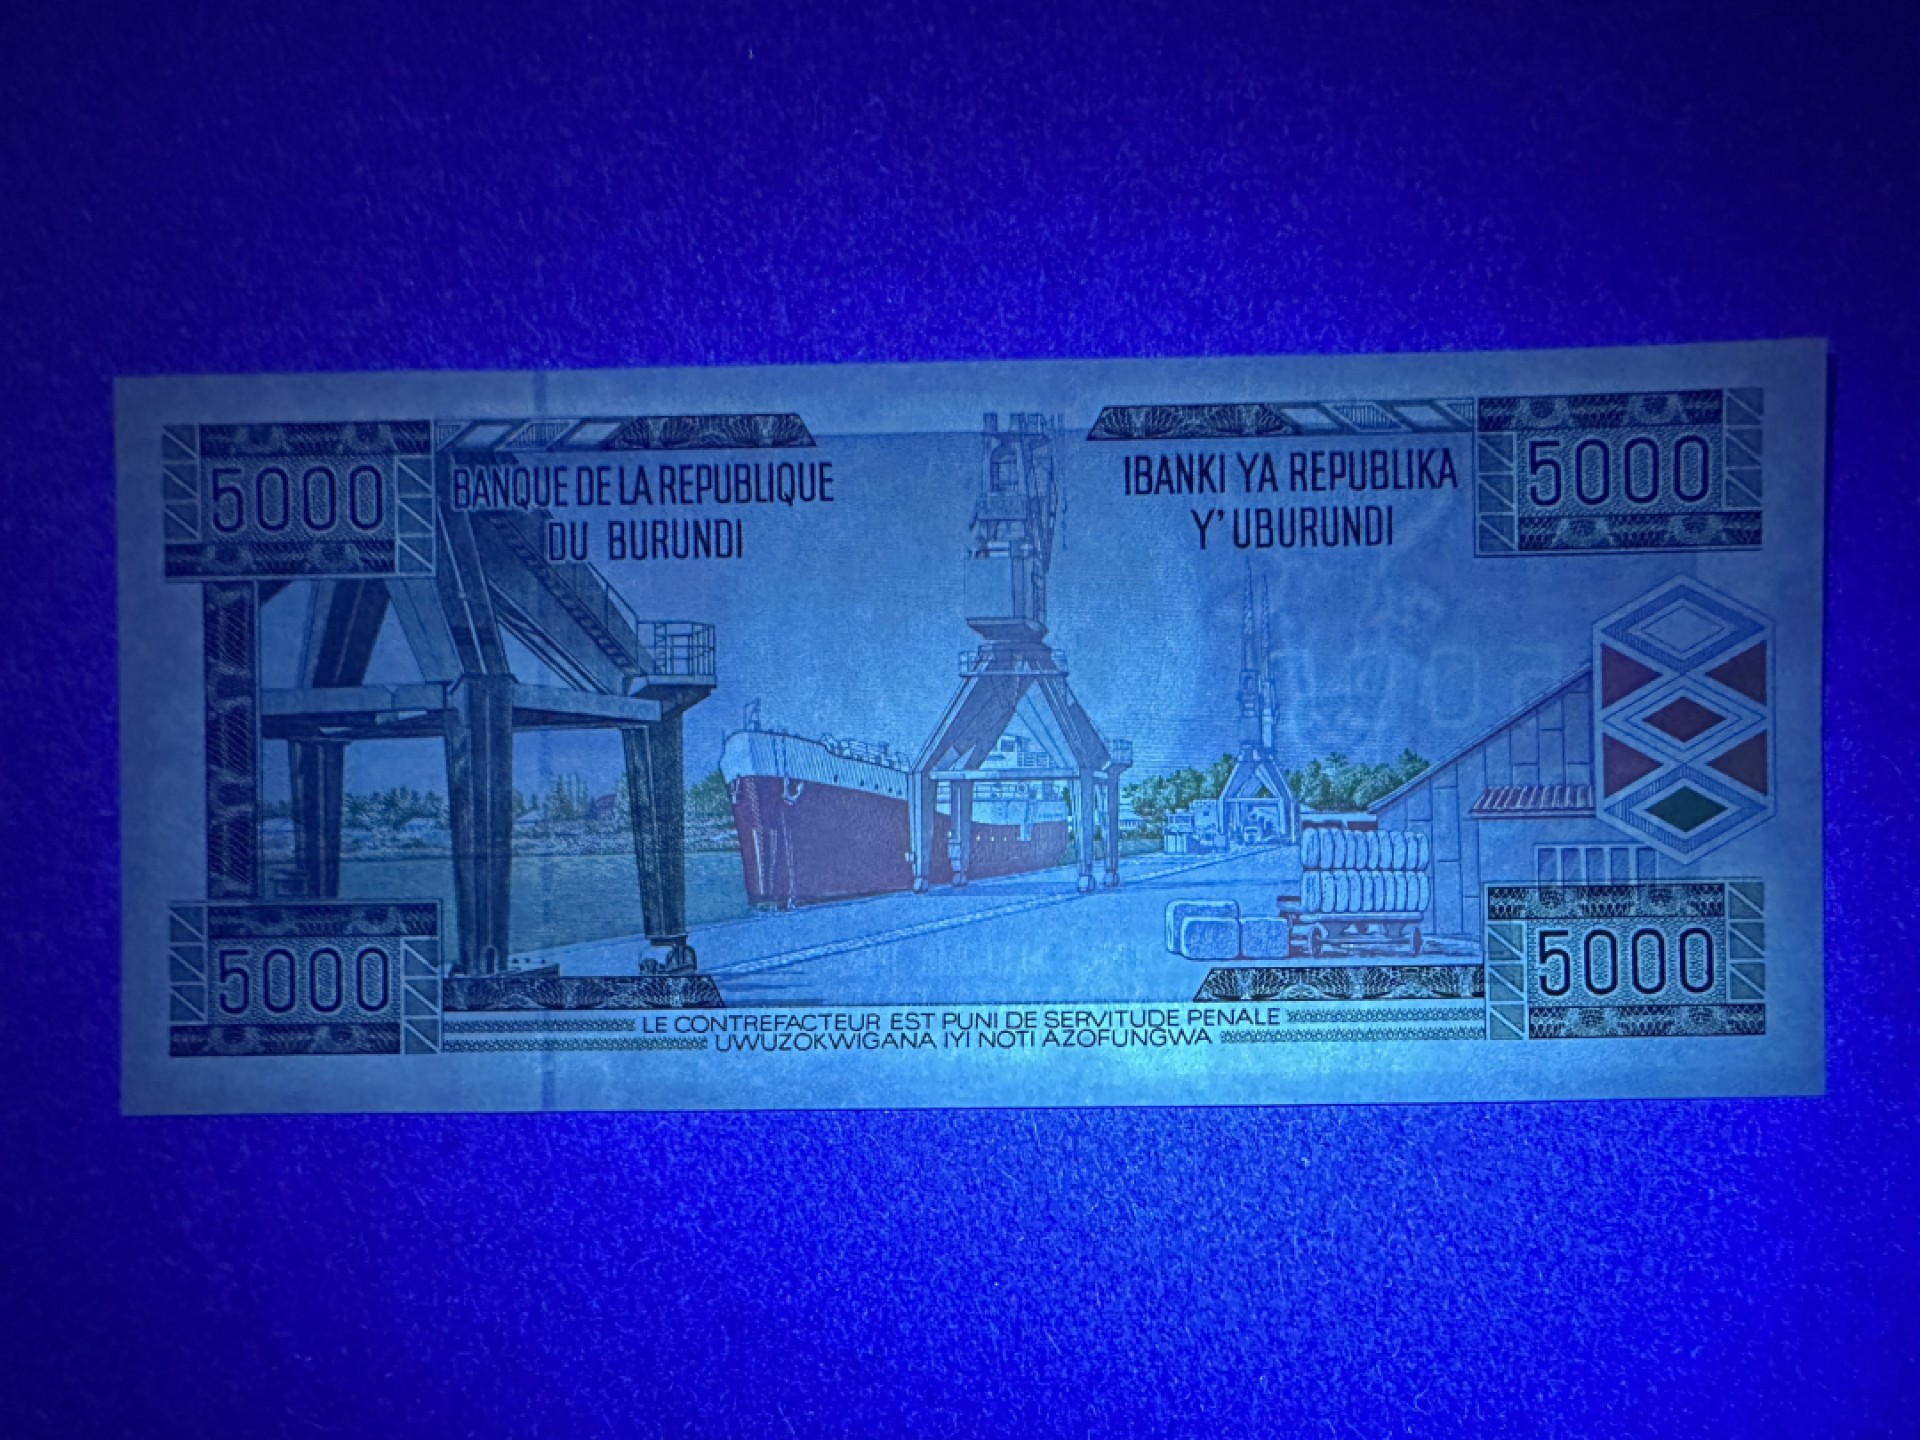 5000
BANQUE DE LA REPUBLIQUE
DU BURUNDI
IBANKI YA REPUBLIKA
Y' UBURUNDI
5000
5000
5000
LE CONTREFACTEUR EST PUNI DE SERVITUDE PENALE
UWUZOKWIGANA IYI NOTI AZOFUNGWA